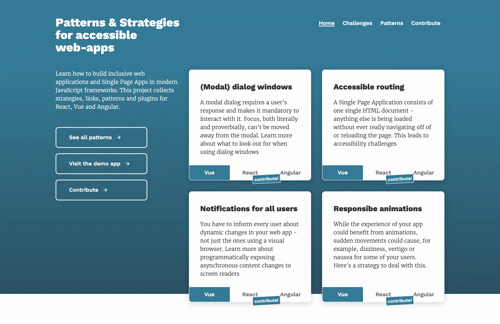 Patterns & Strategies
for accessible
web-apps
Home Challenges Patterns Contribute
Learn how to build inclusive web
applications and Single Page Apps in modern
JavaScript frameworks. This project collects
strategies, links, patterns and plugins for
React, Vue and Angular.
See all patterns →
Visit the demo app →
Contribute →
(Modal) dialog windows
A modal dialog requires a user's
response and makes it mandatory to
interact with it. Focus, both literally
and proverbially, can't be moved
away from the modal. Learn more
about what to look out for when
using dialog windows
Vue React Angular
contribute!
Accessible routing
A Single Page Application consists of
one single HTML document -
anything else is being loaded
without ever really navigating off of
or reloading the page. This leads to
accessibility challenges
Vue React Angular
contribute!
Notifications for all users
You have to inform every user about
dynamic changes in your web app -
not just the ones using a visual
browser. Learn more about
programmatically exposing
asynchronous content changes to
screen readers
Vue React Angular
contribute!
Responsibe animations
While the experience of your app
could benefit from animations,
sudden movements could cause, for
example, dizziness, vertigo or
nausea for some of your users.
Here's a strategy to deal with this.
Vue React Angular
contribute!